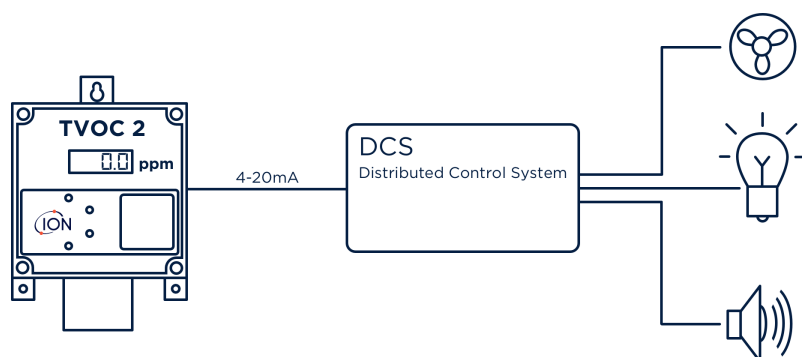 TVOC 2
0.0 ppm
ION
4-20mA
DCS
Distributed Control System